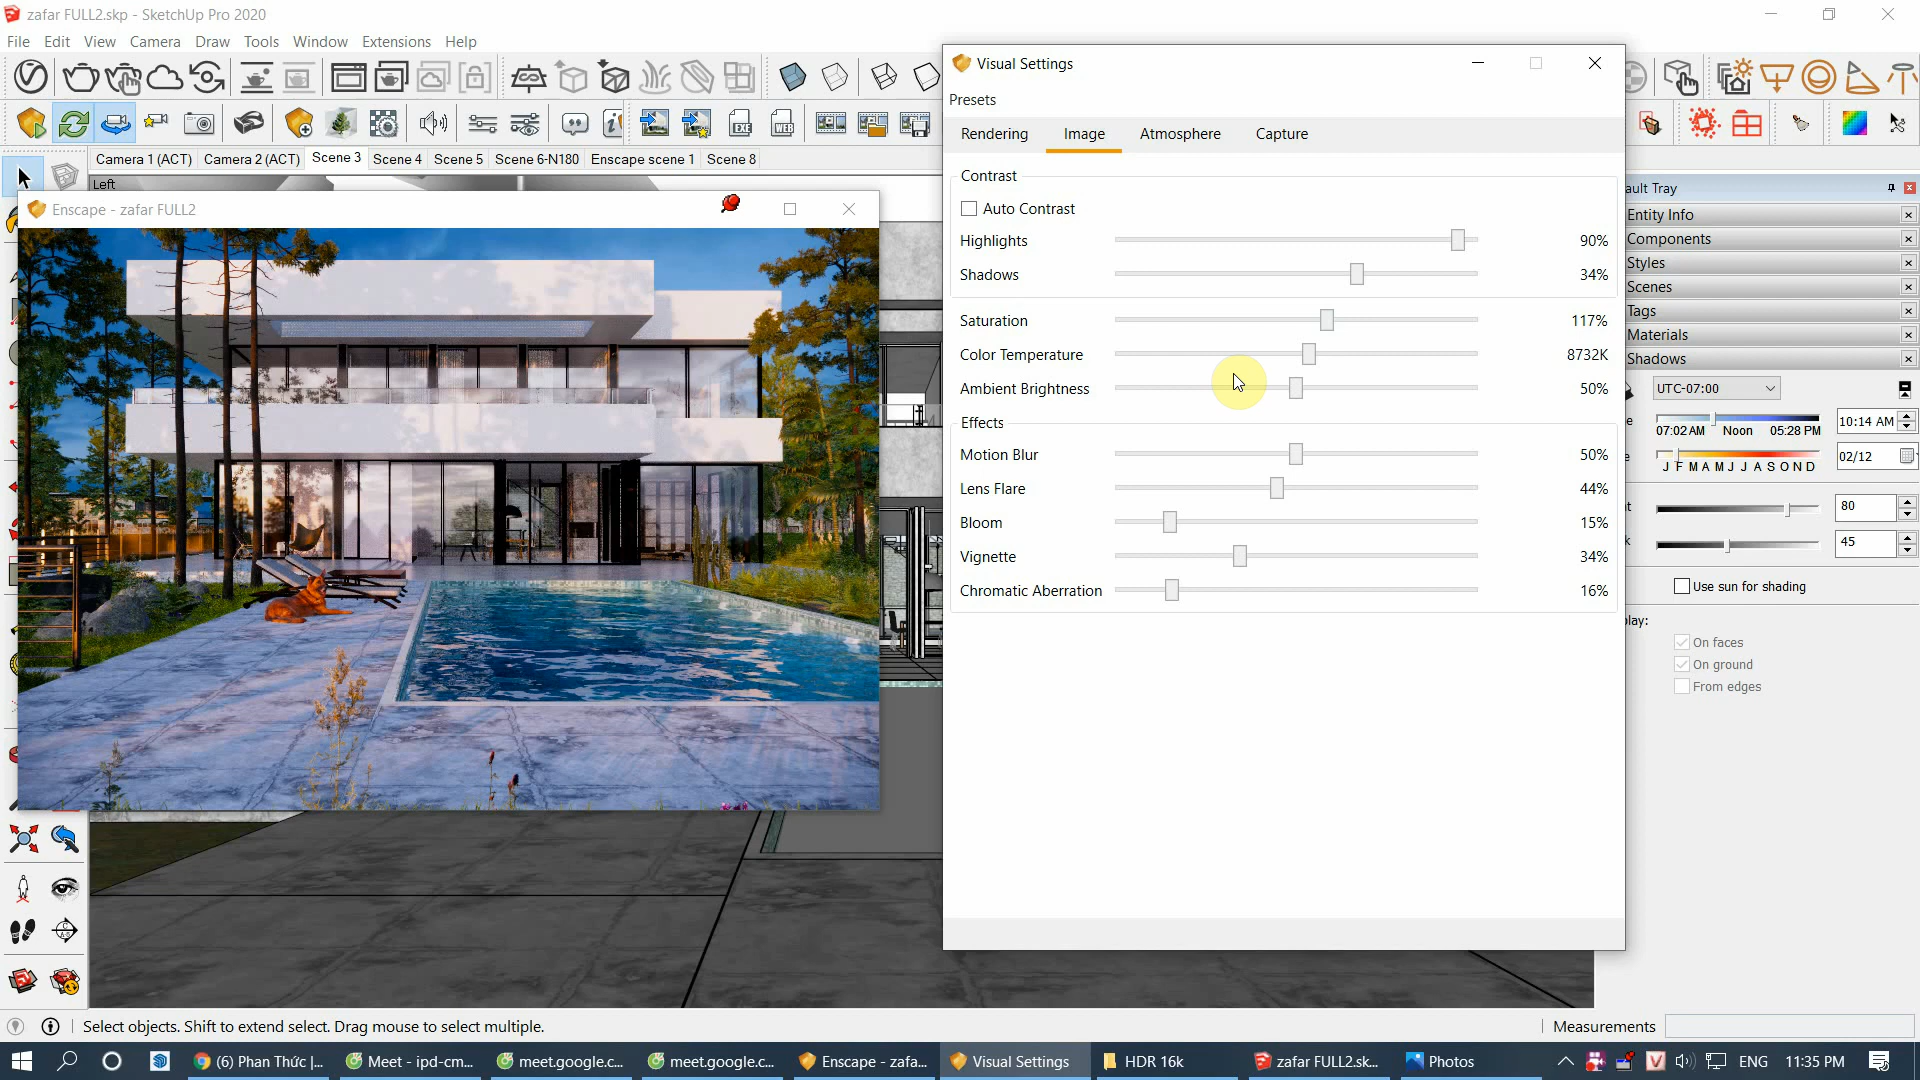 zafar FULL2.skp - SketchUp Pro 2020
File Edit View Camera Draw Tools Window Extensions Help
Visual Settings
Presets
Rendering Image Atmosphere Capture
EXE
WEB
Camera 1 (ACT) Camera 2 (ACT) Scene 3 Scene 4 Scene 5 Scene 6-N180 Enscape scene 1 Scene 8
Left
Enscape - zafar FULL2
Contrast
Auto Contrast
Highlights 90%
Shadows 34%
Saturation 117%
Color Temperature 8732K
Ambient Brightness 50%
Effects
Motion Blur 50%
Lens Flare 44%
Bloom 15%
Vignette 34%
Chromatic Aberration 16%
ault Tray
Entity Info
Components
Styles
Scenes
Tags
Materials
Shadows
UTC-07:00
e 07:02 AM Noon 05:28 PM 10:14 AM
e J F M A M J J A S O N D 02/12
t 80
k 45
Use sun for shading
lay:
On faces
On ground
From edges
Select objects. Shift to extend select. Drag mouse to select multiple.
Measurements
(6) Phan Thức |... Meet - ipd-cm... meet.google.c... meet.google.c... Enscape - zafa... Visual Settings HDR 16k zafar FULL2.sk... Photos ENG 11:35 PM